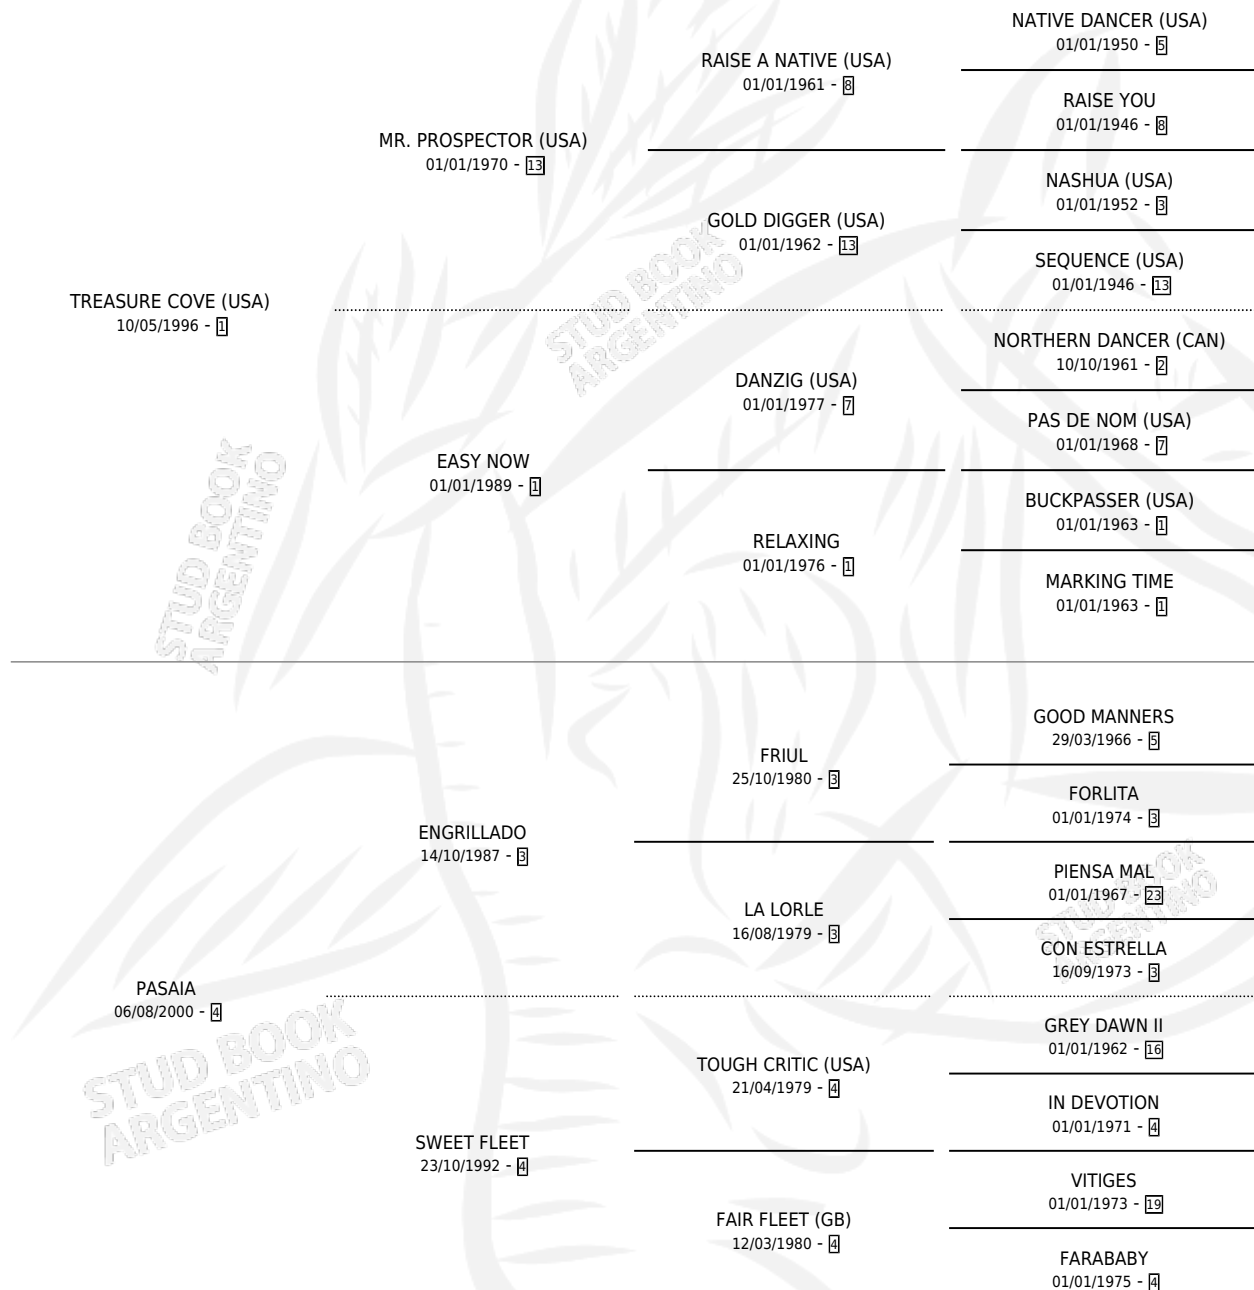 NATIVE DANCER (USA)
01/01/1950 - 5
RAISE A NATIVE (USA)
01/01/1961 - 8
RAISE YOU
01/01/1946 - 8
MR. PROSPECTOR (USA)
01/01/1970 - 13
NASHUA (USA)
01/01/1952 - 3
GOLD DIGGER (USA)
01/01/1962 - 13
SEQUENCE (USA)
01/01/1946 - 13
TREASURE COVE (USA)
10/05/1996 - 1
NORTHERN DANCER (CAN)
10/10/1961 - 2
DANZIG (USA)
01/01/1977 - 7
PAS DE NOM (USA)
01/01/1968 - 7
EASY NOW
01/01/1989 - 1
BUCKPASSER (USA)
01/01/1963 - 1
RELAXING
01/01/1976 - 1
MARKING TIME
01/01/1963 - 1
STUD BOOK
ARGENTINO
STUD BOOK
ARGENTINO
GOOD MANNERS
29/03/1966 - 5
FRIUL
25/10/1980 - 3
FORLITA
01/01/1974 - 3
ENGRILLADO
14/10/1987 - 3
PIENSA MAL
01/01/1967 - 23
LA LORLE
16/08/1979 - 3
CON ESTRELLA
16/09/1973 - 3
STUD BOOK
ARGENTINO
PASAIA
06/08/2000 - 4
GREY DAWN II
01/01/1962 - 16
TOUGH CRITIC (USA)
21/04/1979 - 4
IN DEVOTION
01/01/1971 - 4
SWEET FLEET
23/10/1992 - 4
VITIGES
01/01/1973 - 19
FAIR FLEET (GB)
12/03/1980 - 4
FARABABY
01/01/1975 - 4
STUD BOOK
ARGENTINO